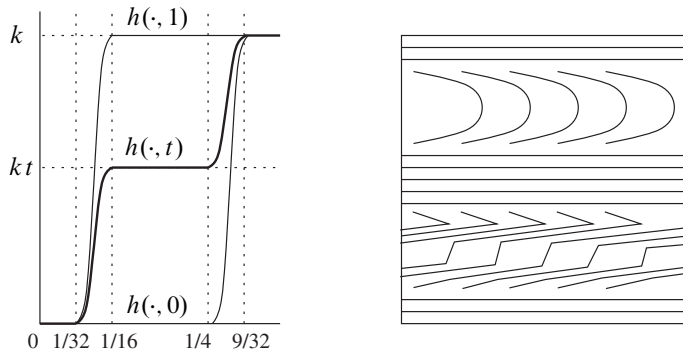 k
h(·, 1)
kt
h(·, t)
h(·, 0)
0 1/32 1/16 1/4 9/32